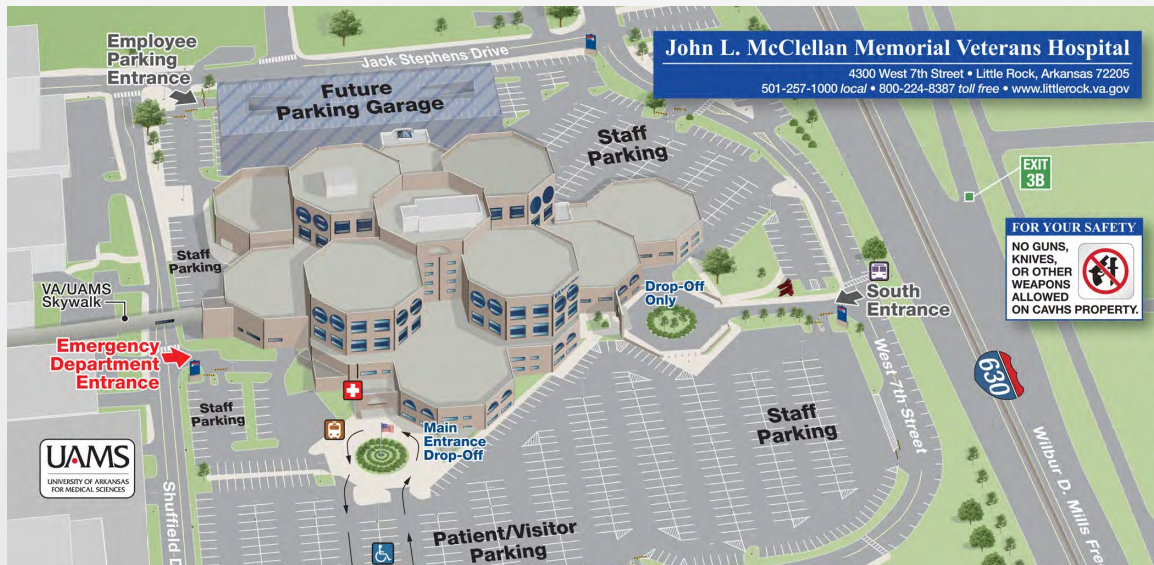 Employee
Parking
Entrance
Jack Stephens Drive
John L. McClellan Memorial Veterans Hospital
4300 West 7th Street • Little Rock, Arkansas 72205
501-257-1000 local • 800-224-8387 toll free • www.littlerock.va.gov
Future
Parking Garage
Staff
Parking
EXIT
3B
FOR YOUR SAFETY
NO GUNS,
KNIVES,
OR OTHER
WEAPONS
ALLOWED
ON CAVHS PROPERTY.
Staff
Parking
VA/UAMS
Skywalk
Drop-Off
Only
South
Entrance
Emergency
Department
Entrance
630
West 7th Street
Staff
Parking
Staff
Parking
Main
Entrance
Drop-Off
UAMS
UNIVERSITY OF ARKANSAS
FOR MEDICAL SCIENCES
Shuffield D
Wilbur D. Mills Fre
Patient/Visitor
Parking